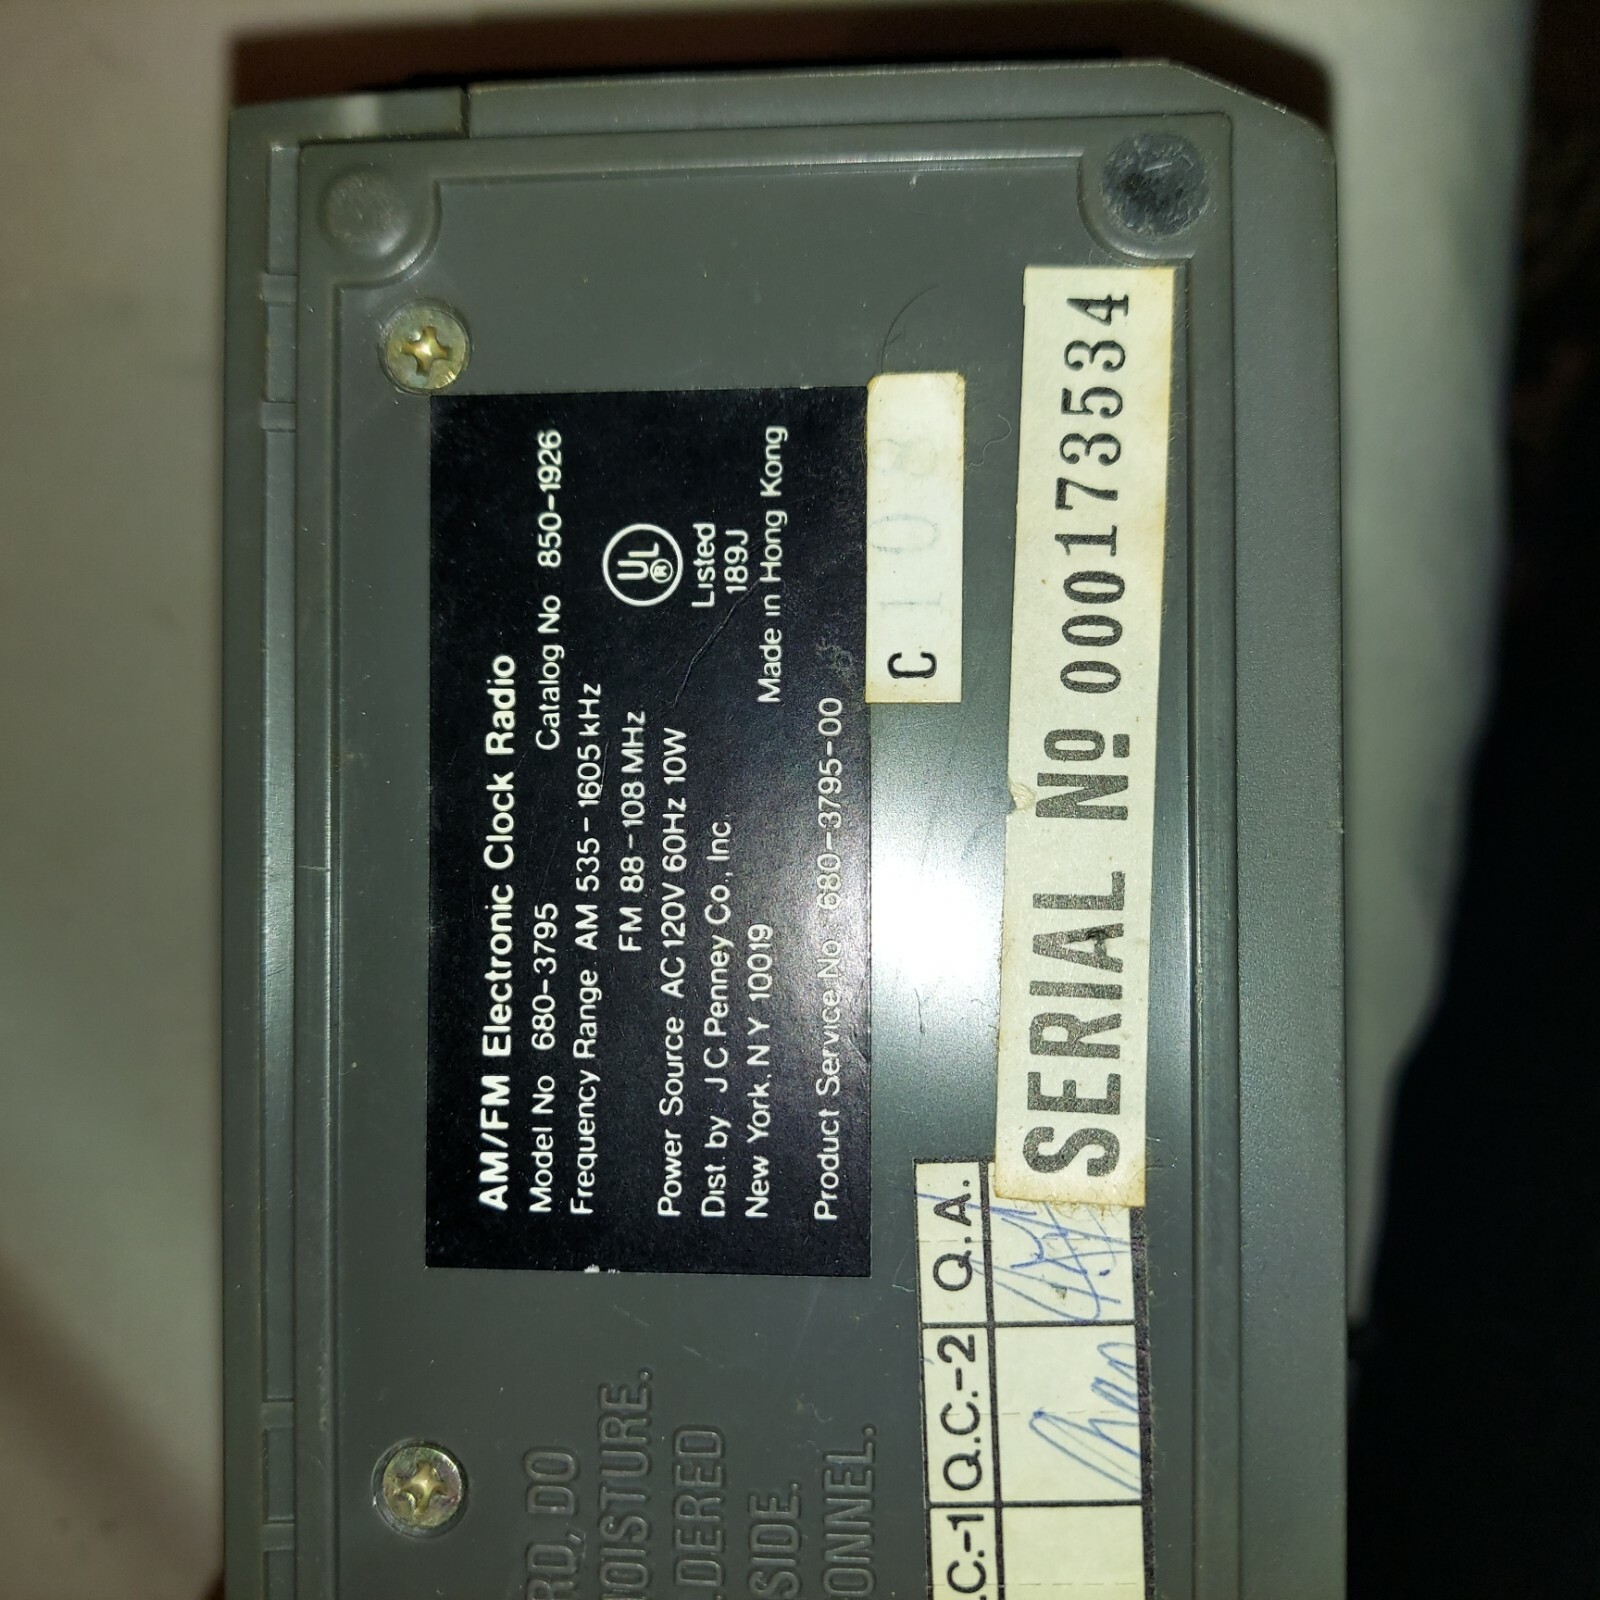 AM/FM Electronic Clock Radio
Model No 680-3795 Catalog No 850-1926
Frequency Range AM 535-1605 kHz
FM 88-108 MHz
UL®
Power Source AC 120V 60Hz 10W
Listed
Dist. by J C Penney Co., Inc.
189J
New York, N Y 10019 Made in Hong Kong
Product Service No 680-3795-00
C 108
SERIAL No 000173534
C.-1 Q.C.-2 Q.A.
RD, DO
MOISTURE.
DERED
SIDE.
ONNEL.